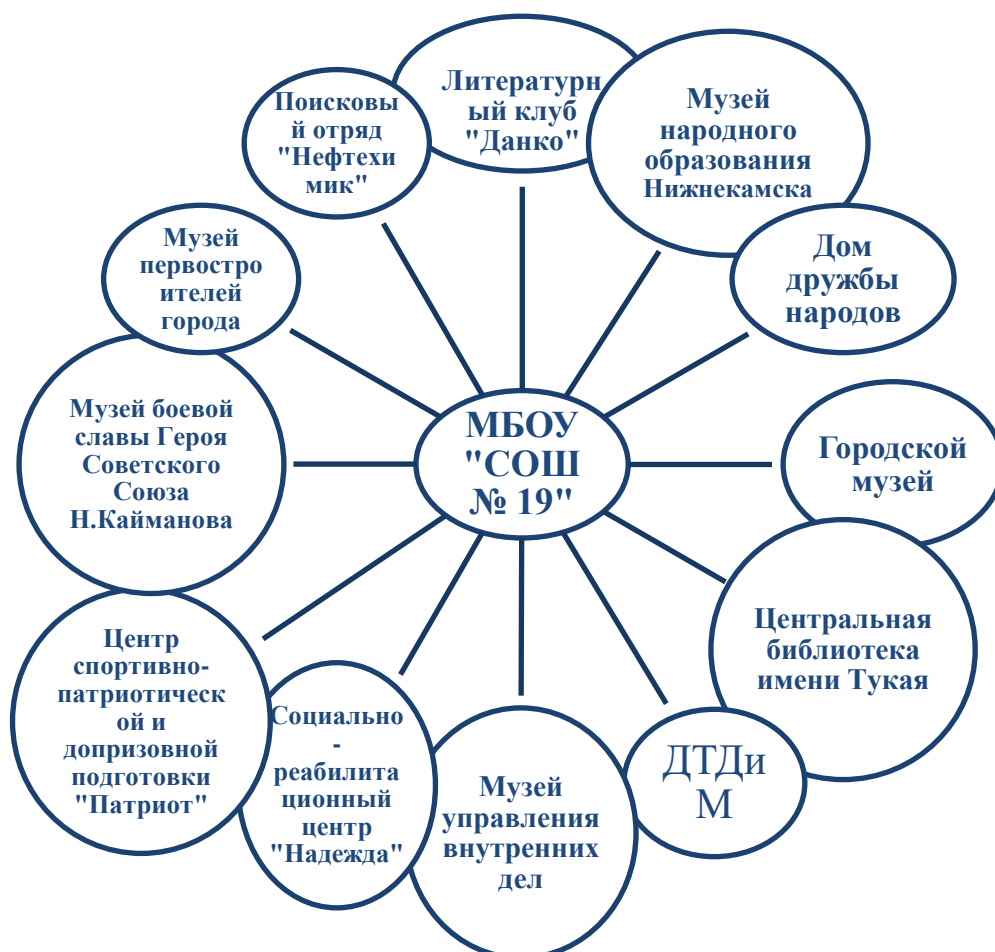 Литературн
ый клуб
"Данко"
Музей
народного
образования
Нижнекамска
Дом
дружбы
народов
Городской
музей
Центральная
библиотека
имени Тукая
ДТДи
М
Музей
управления
внутренних
дел
Социально
-
реабилита
ционный
центр
"Надежда"
Центр
спортивно-
патриотическ
ой и
допризовной
подготовки
"Патриот"
Музей боевой
славы Героя
Советского
Союза
Н.Кайманова
Музей
первостро
ителей
города
Поисковы
й отряд
"Нефтехи
мик"
МБОУ
"СОШ
№ 19"